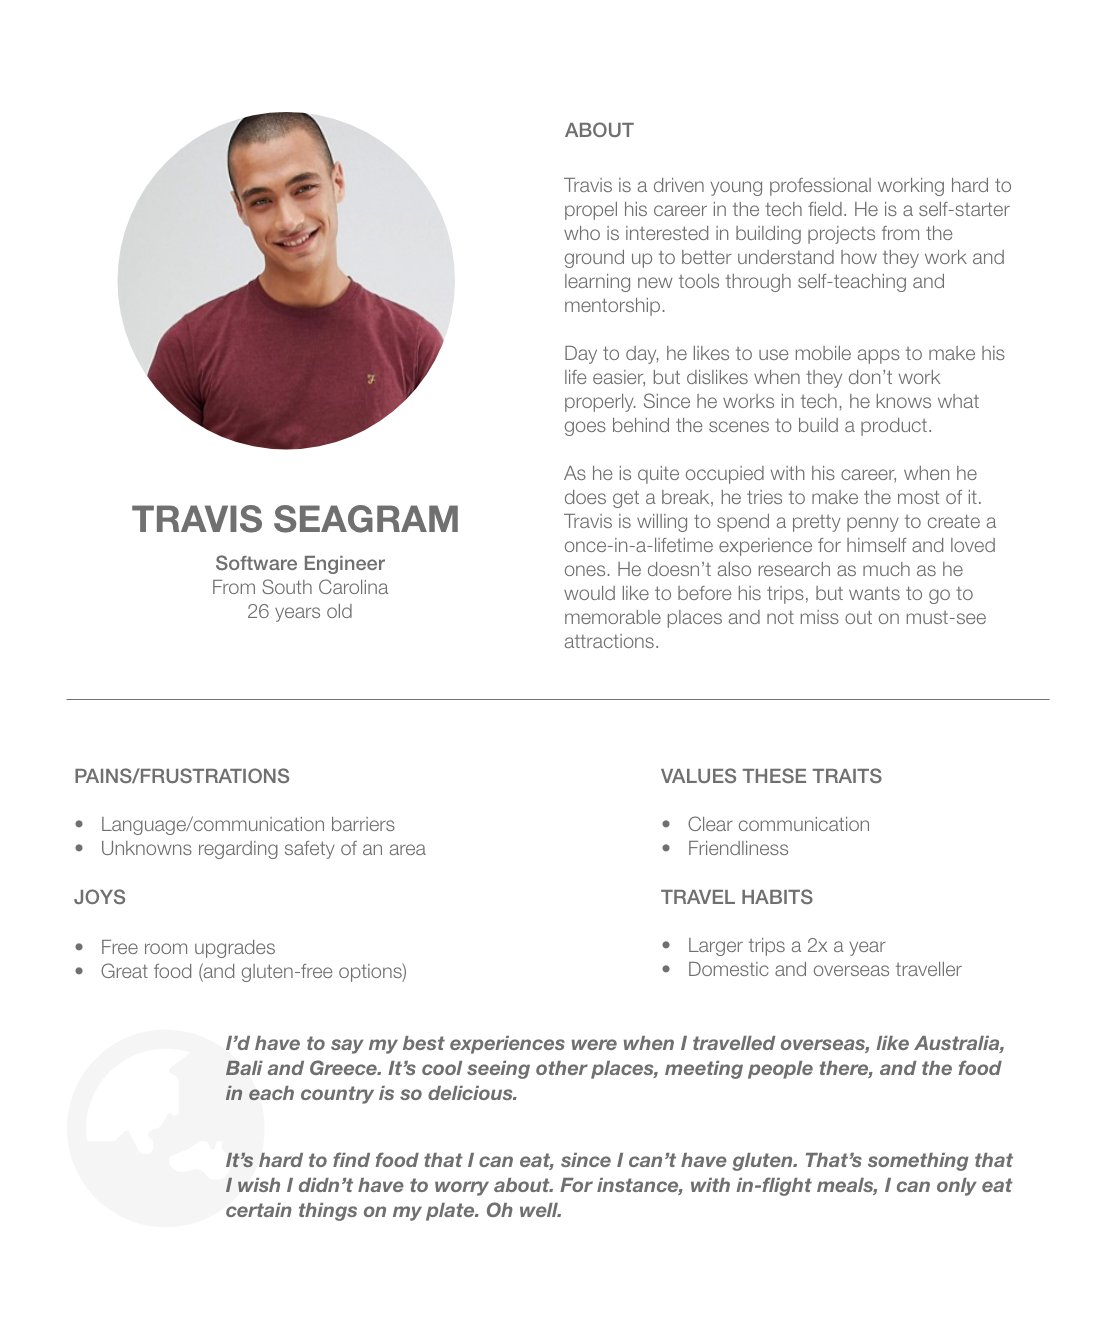 ABOUT
Travis is a driven young professional working hard to
propel his career in the tech field. He is a self-starter
who is interested in building projects from the
ground up to better understand how they work and
learning new tools through self-teaching and
mentorship.
Day to day, he likes to use mobile apps to make his
life easier, but dislikes when they don’t work
properly. Since he works in tech, he knows what
goes behind the scenes to build a product.
As he is quite occupied with his career, when he
does get a break, he tries to make the most of it.
Travis is willing to spend a pretty penny to create a
once-in-a-lifetime experience for himself and loved
ones. He doesn’t also research as much as he
would like to before his trips, but wants to go to
memorable places and not miss out on must-see
attractions.
TRAVIS SEAGRAM
Software Engineer
From South Carolina
26 years old
PAINS/FRUSTRATIONS
• Language/communication barriers
• Unknowns regarding safety of an area
JOYS
• Free room upgrades
• Great food (and gluten-free options)
VALUES THESE TRAITS
• Clear communication
• Friendliness
TRAVEL HABITS
• Larger trips a 2x a year
• Domestic and overseas traveller
I’d have to say my best experiences were when I travelled overseas, like Australia,
Bali and Greece. It’s cool seeing other places, meeting people there, and the food
in each country is so delicious.
It’s hard to find food that I can eat, since I can’t have gluten. That’s something that
I wish I didn’t have to worry about. For instance, with in-flight meals, I can only eat
certain things on my plate. Oh well.